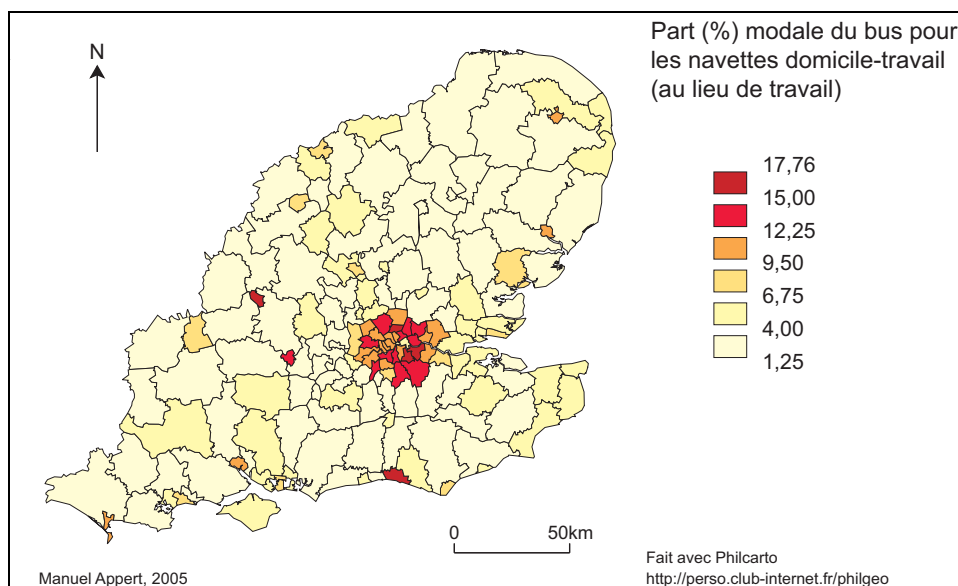 Part (%) modale du bus pour
les navettes domicile-travail
(au lieu de travail)
N
17,76
15,00
12,25
9,50
6,75
4,00
1,25
0 50km
Manuel Appert, 2005
Fait avec Philcarto
http://perso.club-internet.fr/philgeo